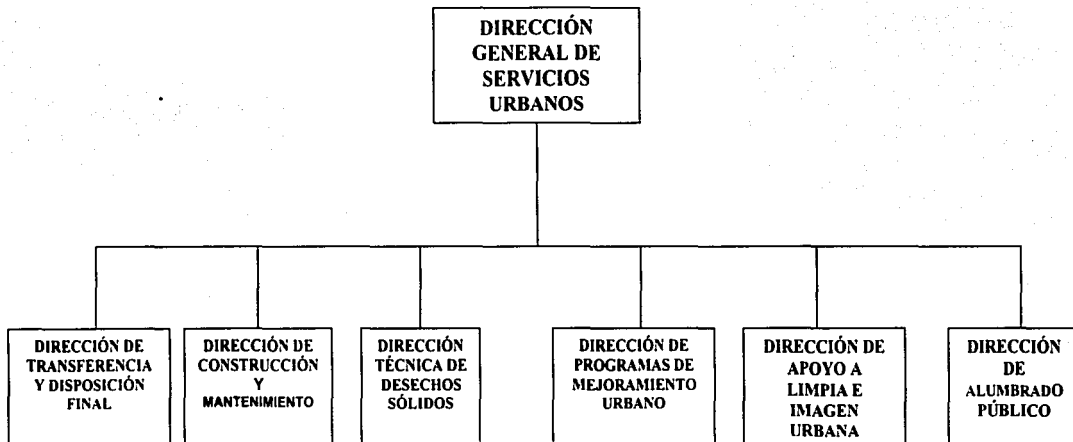 DIRECCIÓN
GENERAL DE
SERVICIOS
URBANOS
DIRECCIÓN DE
TRANSFERENCIA
Y DISPOSICIÓN
FINAL
DIRECCIÓN DE
CONSTRUCCIÓN
Y
MANTENIMIENTO
DIRECCIÓN
TÉCNICA DE
DESECHOS
SÓLIDOS
DIRECCIÓN DE
PROGRAMAS DE
MEJORAMIENTO
URBANO
DIRECCIÓN DE
APOYO A
LIMPIA E
IMAGEN
URBANA
DIRECCIÓN
DE
ALUMBRADO
PÚBLICO